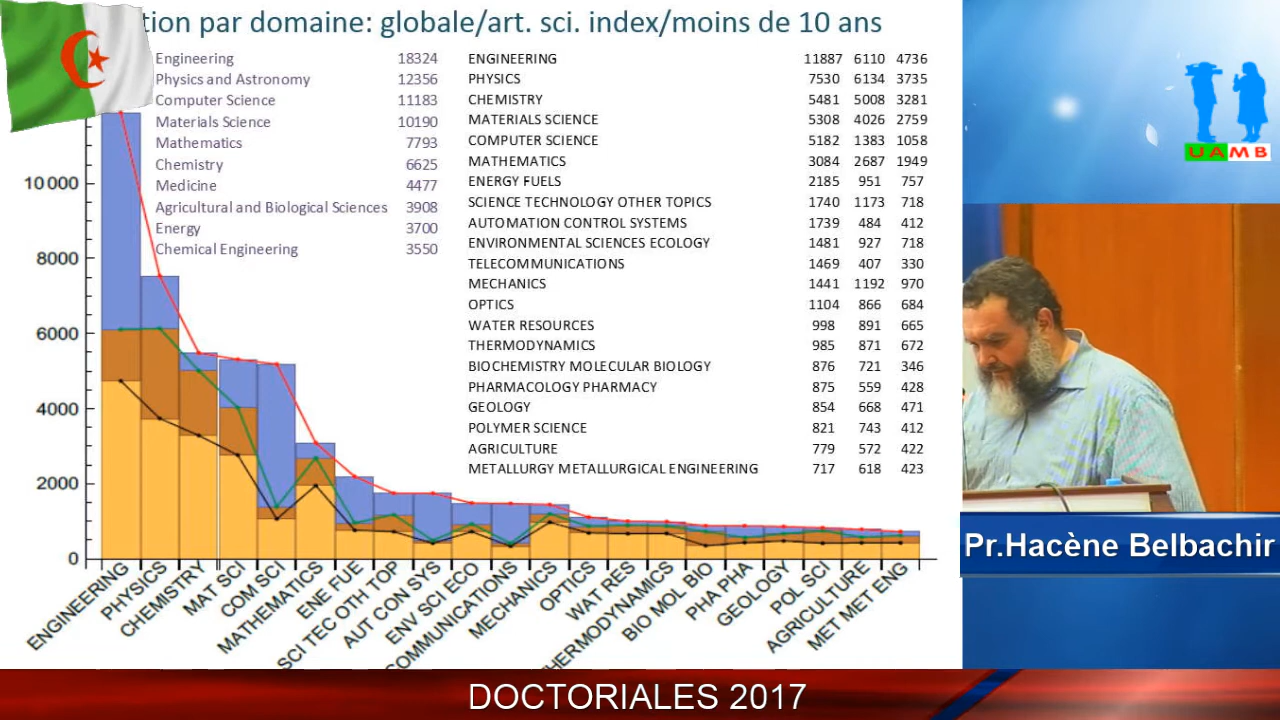 tion par domaine: globale/art. sci. index/moins de 10 ans
Engineering 18324
Physics and Astronomy 12356
Computer Science 11183
Materials Science 10190
Mathematics 7793
Chemistry 6625
Medicine 4477
Agricultural and Biological Sciences 3908
Energy 3700
Chemical Engineering 3550
ENGINEERING 11887 6110 4736
PHYSICS 7530 6134 3735
CHEMISTRY 5481 5008 3281
MATERIALS SCIENCE 5308 4026 2759
COMPUTER SCIENCE 5182 1383 1058
MATHEMATICS 3084 2687 1949
ENERGY FUELS 2185 951 757
SCIENCE TECHNOLOGY OTHER TOPICS 1740 1173 718
AUTOMATION CONTROL SYSTEMS 1739 484 412
ENVIRONMENTAL SCIENCES ECOLOGY 1481 927 718
TELECOMMUNICATIONS 1469 407 330
MECHANICS 1441 1192 970
OPTICS 1104 866 684
WATER RESOURCES 998 891 665
THERMODYNAMICS 985 871 672
BIOCHEMISTRY MOLECULAR BIOLOGY 876 721 346
PHARMACOLOGY PHARMACY 875 559 428
GEOLOGY 854 668 471
POLYMER SCIENCE 821 743 412
AGRICULTURE 779 572 422
METALLURGY METALLURGICAL ENGINEERING 717 618 423
10 000
8000
6000
4000
2000
0
ENGINEERING
PHYSICS
CHEMISTRY
MAT SCI
COM SCI
MATHEMATICS
ENE FUE
SCI TEC OTH TOP
AUT CON SYS
ENV SCI ECO
COMMUNICATIONS
MECHANICS
OPTICS
WAT RES
THERMODYNAMICS
BIO MOL BIO
PHA PHA
GEOLOGY
POL SCI
AGRICULTURE
MET MET ENG
UAMB
Pr.Hacène Belbachir
DOCTORIALES 2017